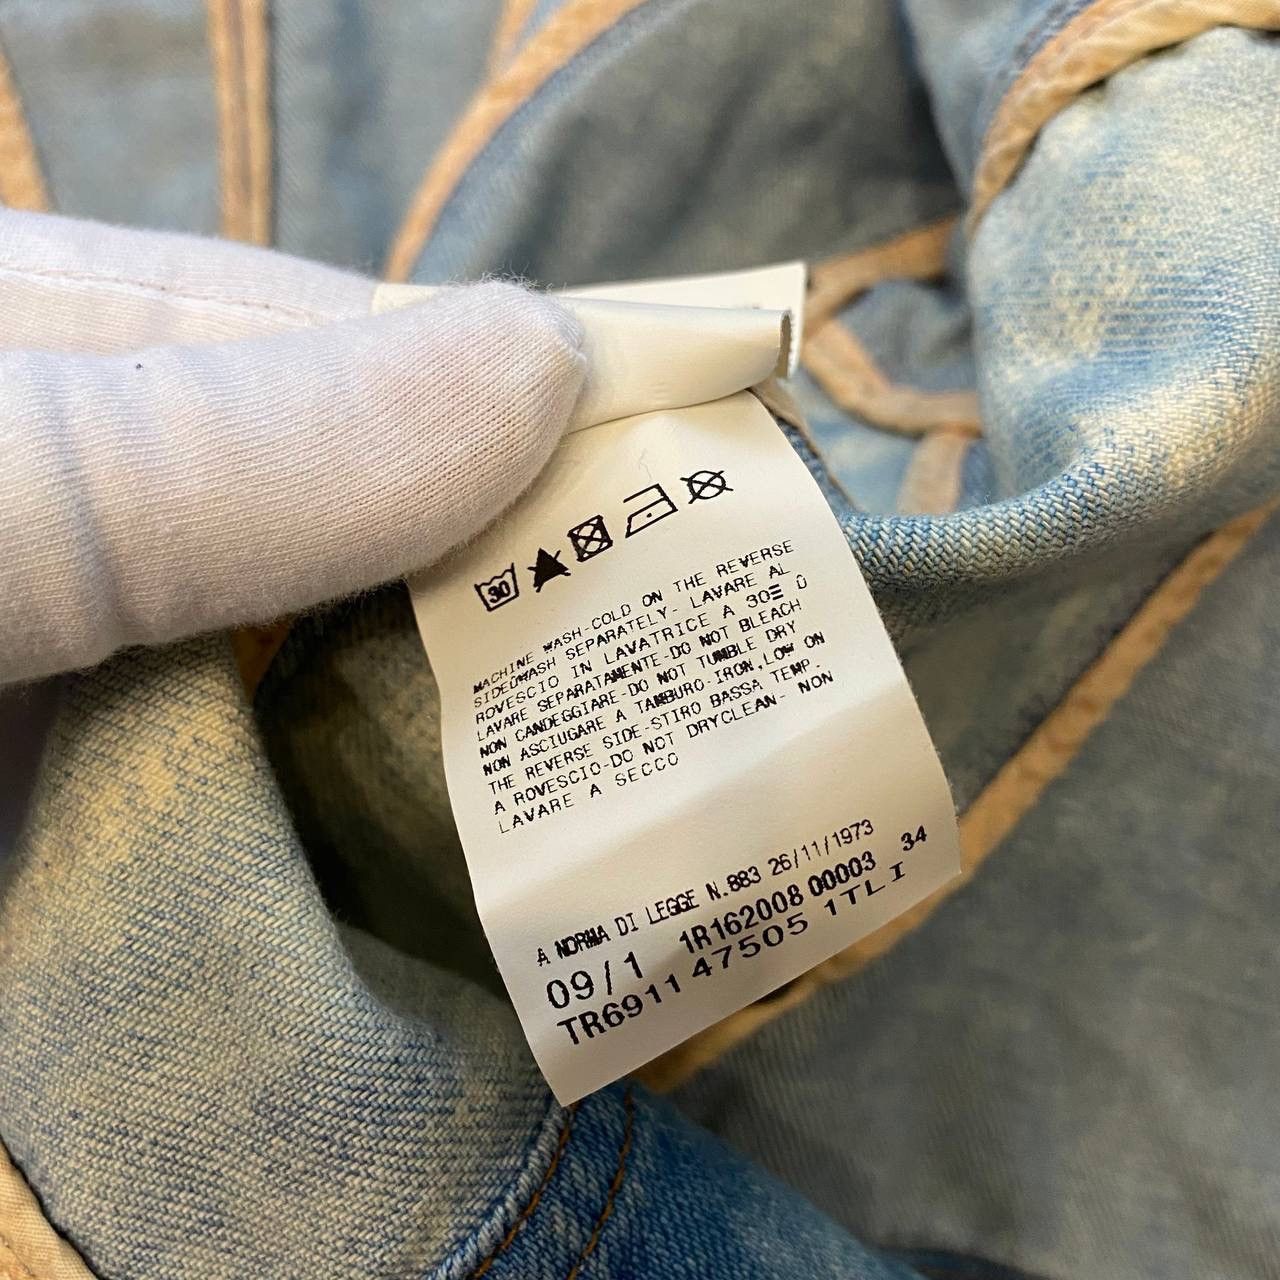 30
MACHINE WASH-COLD ON THE REVERSE
SIDEÛWASH SEPARATELY- LAVARE AL
ROVESCIO IN LAVATRICE A 30Ξ Û
LAVARE SEPARATAMENTE-DO NOT BLEACH
NON CANDEGGIARE-DO NOT TUMBLE DRY
NON ASCIUGARE A TAMBURO-IRON,LOW ON
THE REVERSE SIDE-STIRO BASSA TEMP.
A ROVESCIO-DO NOT DRYCLEAN- NON
LAVARE A SECCO
A NORMA DI LEGGE N.883 26/11/1973
09/1 1R162008 00003 34
TR6911 47505 1TLI